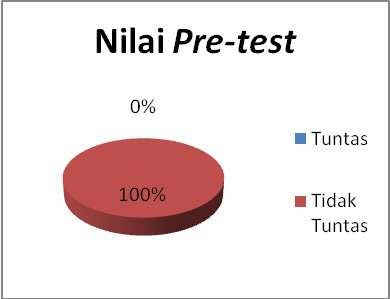 Nilai Pre-test
0%
100%
Tuntas
Tidak
Tuntas